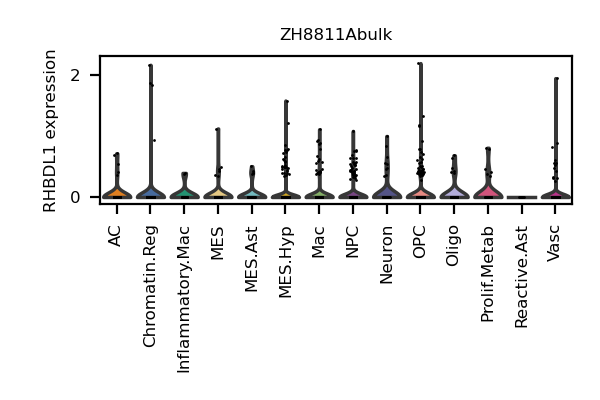 ZH8811Abulk
RHBDL1 expression
2
0
AC
Chromatin.Reg
Inflammatory.Mac
MES
MES.Ast
MES.Hyp
Mac
NPC
Neuron
OPC
Oligo
Prolif.Metab
Reactive.Ast
Vasc